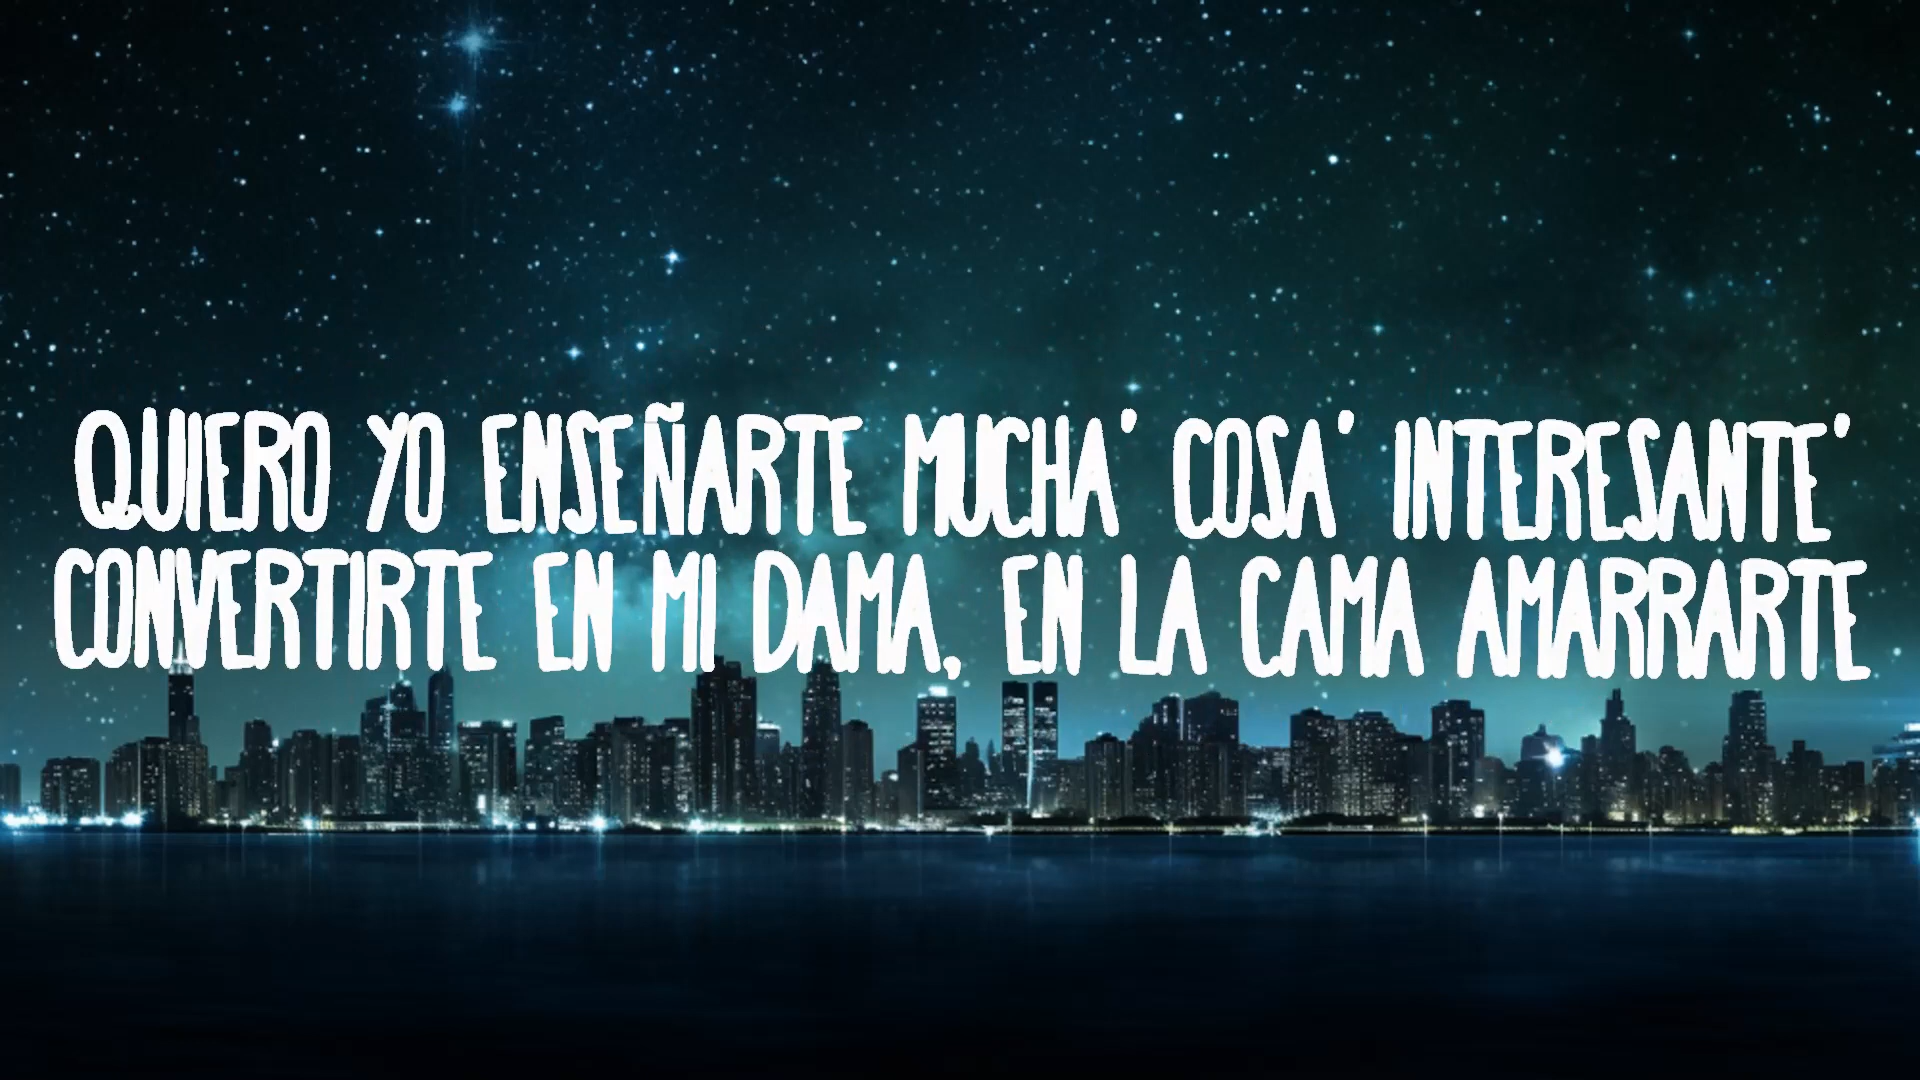 QUIERO YO ENSEÑARTE MUCHA' COSA' INTERESANTE'
CONVERTIRTE EN MI DAMA, EN LA CAMA AMARRARTE